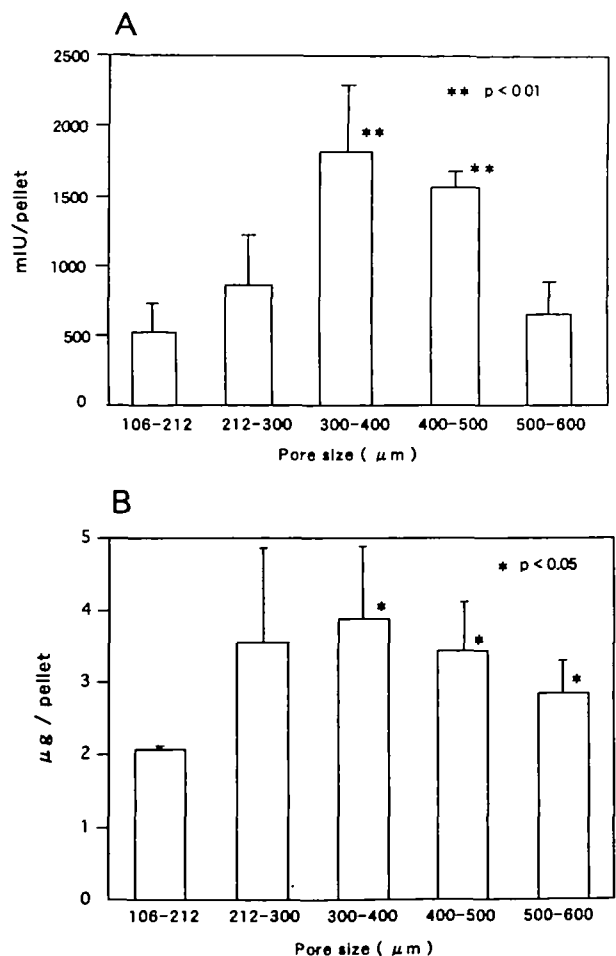 A
2500
2000
1500
1000
500
0
mIU/pellet
** p < 0 01
**
**
106-212 212-300 300-400 400-500 500-600
Pore size ( μm )
B
5
4
3
2
1
0
μg / pellet
* p < 0.05
*
*
*
106-212 212-300 300-400 400-500 500-600
Pore size ( μm )